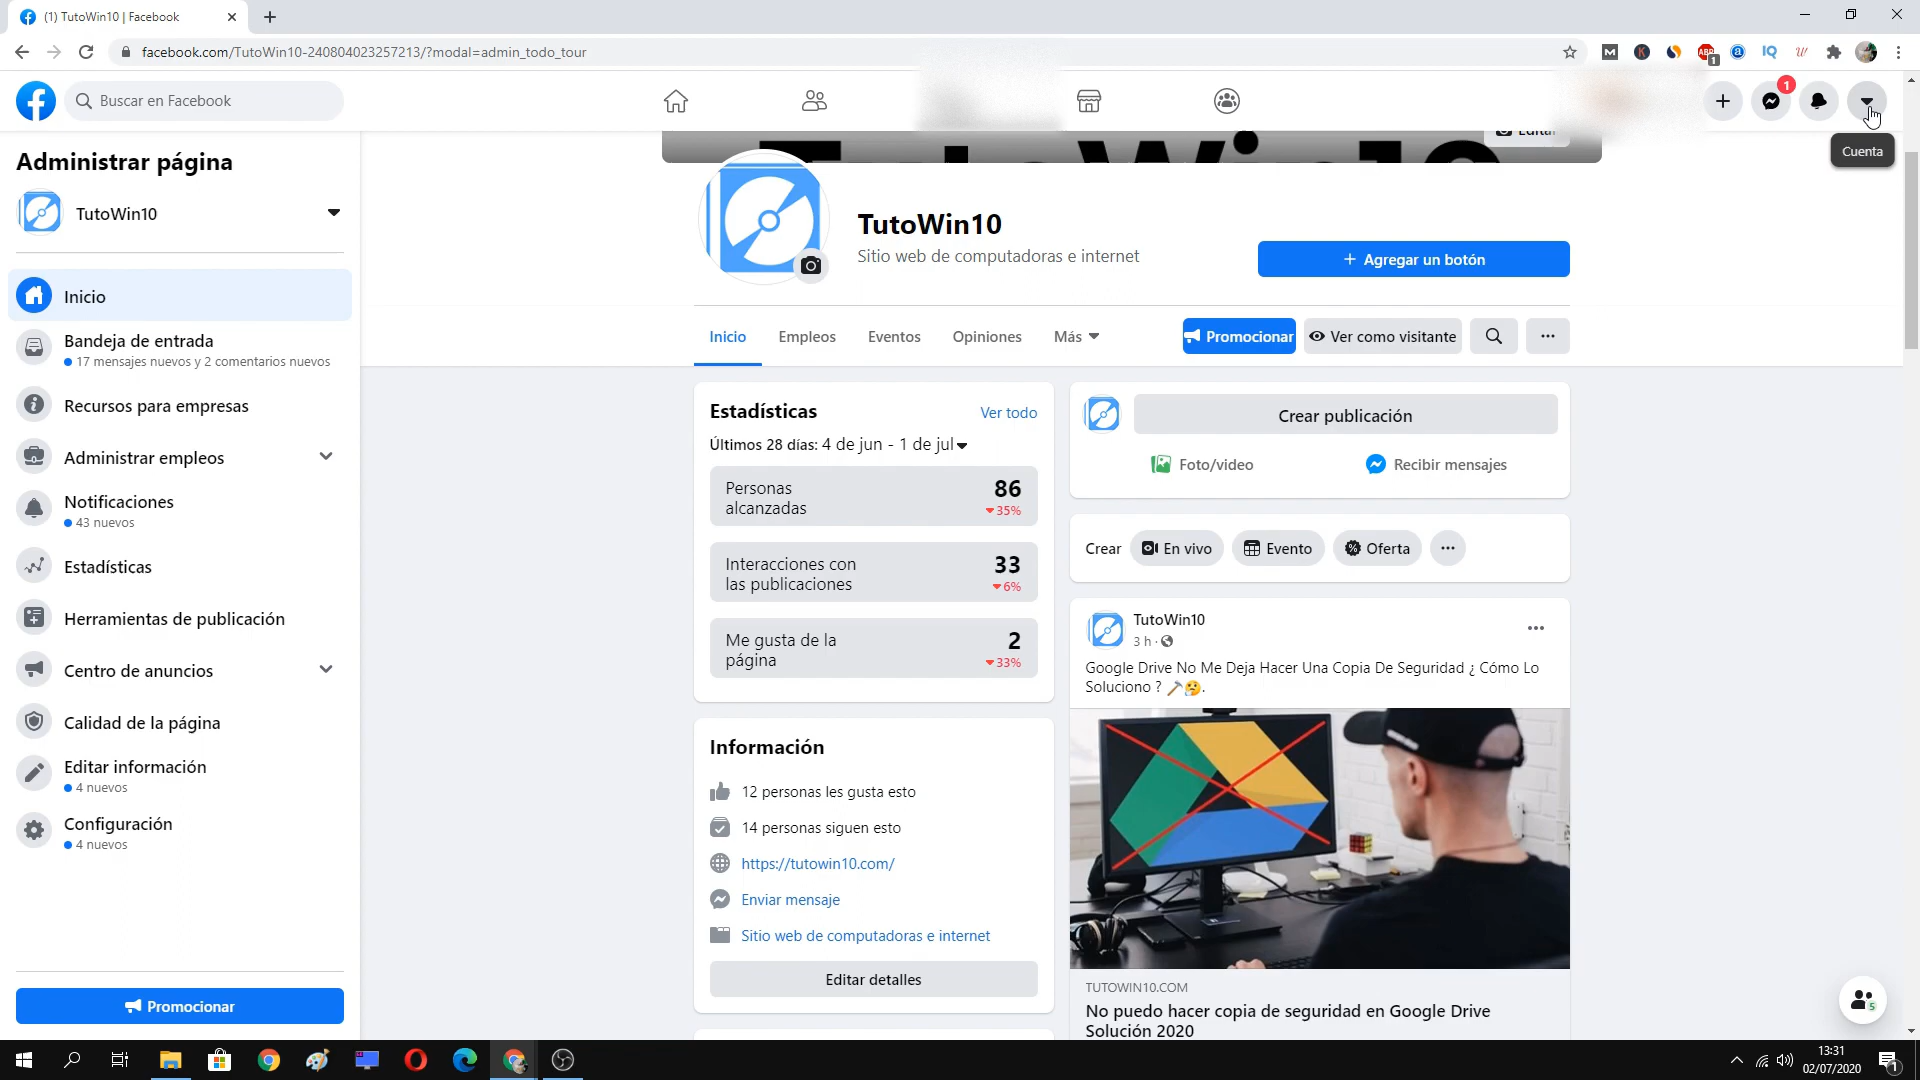 (1) TutoWin10 | Facebook
facebook.com/TutoWin10-240804023257213/?modal=admin_todo_tour
ABP
1
IQ
Buscar en Facebook
1
Cuenta
Administrar página
TutoWin10
Inicio
Bandeja de entrada
17 mensajes nuevos y 2 comentarios nuevos
Recursos para empresas
Administrar empleos
Notificaciones
43 nuevos
Estadísticas
Herramientas de publicación
Centro de anuncios
Calidad de la página
Editar información
4 nuevos
Configuración
4 nuevos
Promocionar
TutoWin10
Editar
TutoWin10
Sitio web de computadoras e internet
+ Agregar un botón
Inicio
Empleos
Eventos
Opiniones
Más
Promocionar
Ver como visitante
Estadísticas
Ver todo
Últimos 28 días: 4 de jun - 1 de jul
Personas
alcanzadas
86
35%
Interacciones con
las publicaciones
33
6%
Me gusta de la
página
2
33%
Información
12 personas les gusta esto
14 personas siguen esto
https://tutowin10.com/
Enviar mensaje
Sitio web de computadoras e internet
Editar detalles
Crear publicación
Foto/video
Recibir mensajes
Crear
En vivo
Evento
Oferta
TutoWin10
3 h ·
Google Drive No Me Deja Hacer Una Copia De Seguridad ¿ Cómo Lo
Soluciono ? 🔨🤔.
TUTOWIN10.COM
No puedo hacer copia de seguridad en Google Drive
Solución 2020
5
13:31
02/07/2020
1